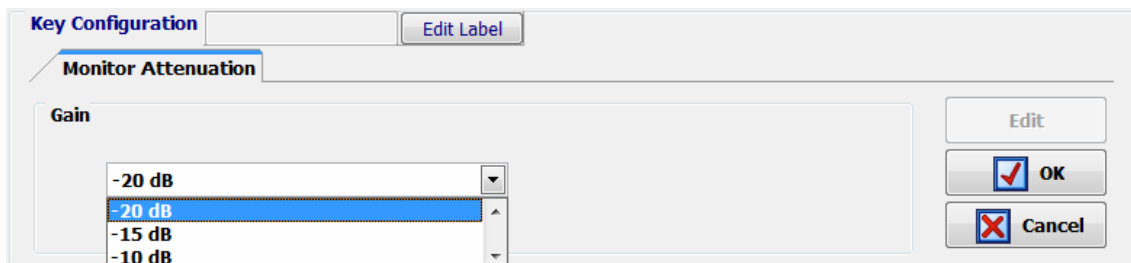 Key Configuration
Edit Label
Monitor Attenuation
Gain
Edit
-20 dB
OK
-20 dB
-15 dB
Cancel
-10 dB